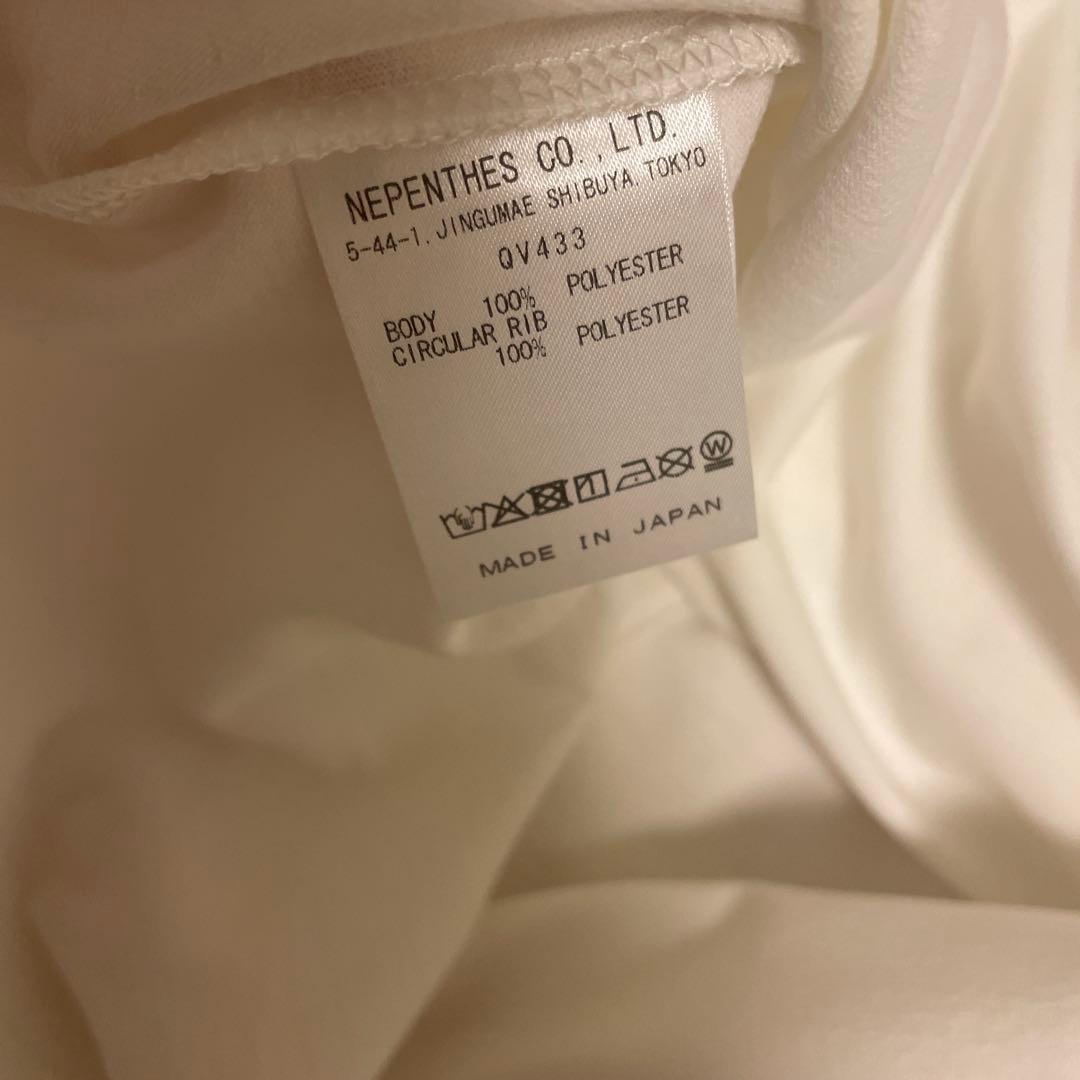 NEPENTHES CO.,LTD.
5-44-1. JINGUMAE SHIBUYA. TOKYO
QV433
BODY 100% POLYESTER
CIRCULAR RIB
100% POLYESTER
W
MADE IN JAPAN